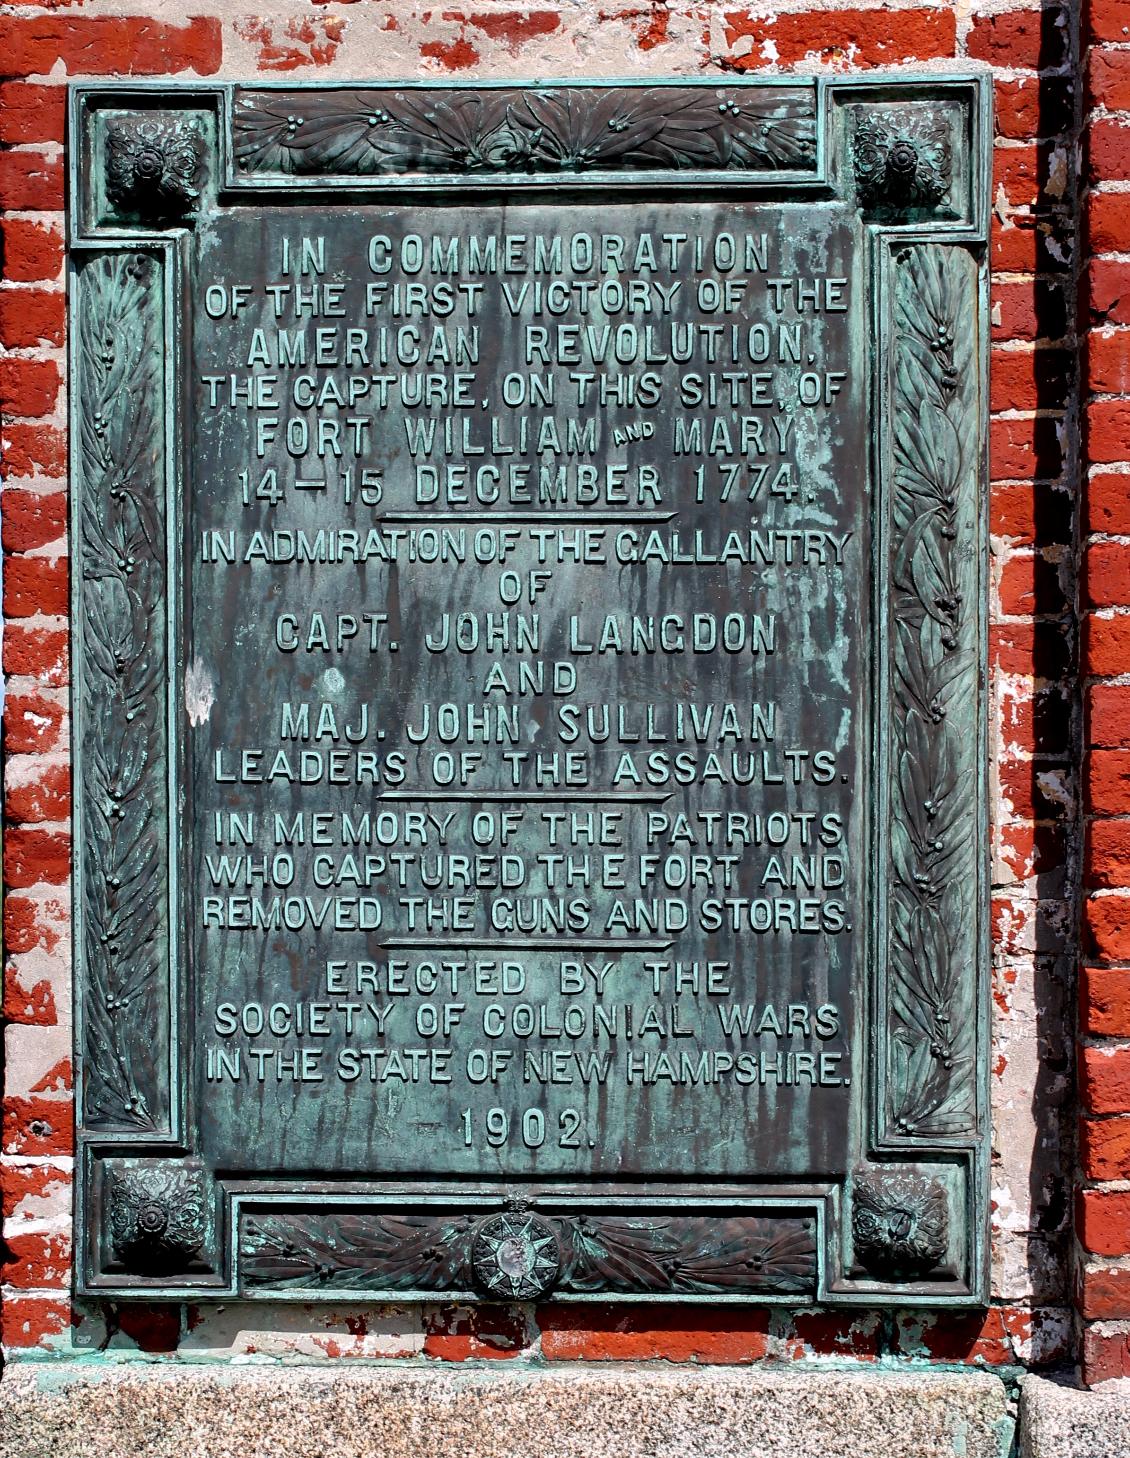 IN COMMEMORATION
OF THE FIRST VICTORY OF THE
AMERICAN REVOLUTION,
THE CAPTURE, ON THIS SITE, OF
FORT WILLIAM AND MARY
14–15 DECEMBER 1774.
IN ADMIRATION OF THE GALLANTRY
OF
CAPT. JOHN LANGDON
AND
MAJ. JOHN SULLIVAN
LEADERS OF THE ASSAULTS.
IN MEMORY OF THE PATRIOTS
WHO CAPTURED THE FORT AND
REMOVED THE GUNS AND STORES.
ERECTED BY THE
SOCIETY OF COLONIAL WARS
IN THE STATE OF NEW HAMPSHIRE.
1902.